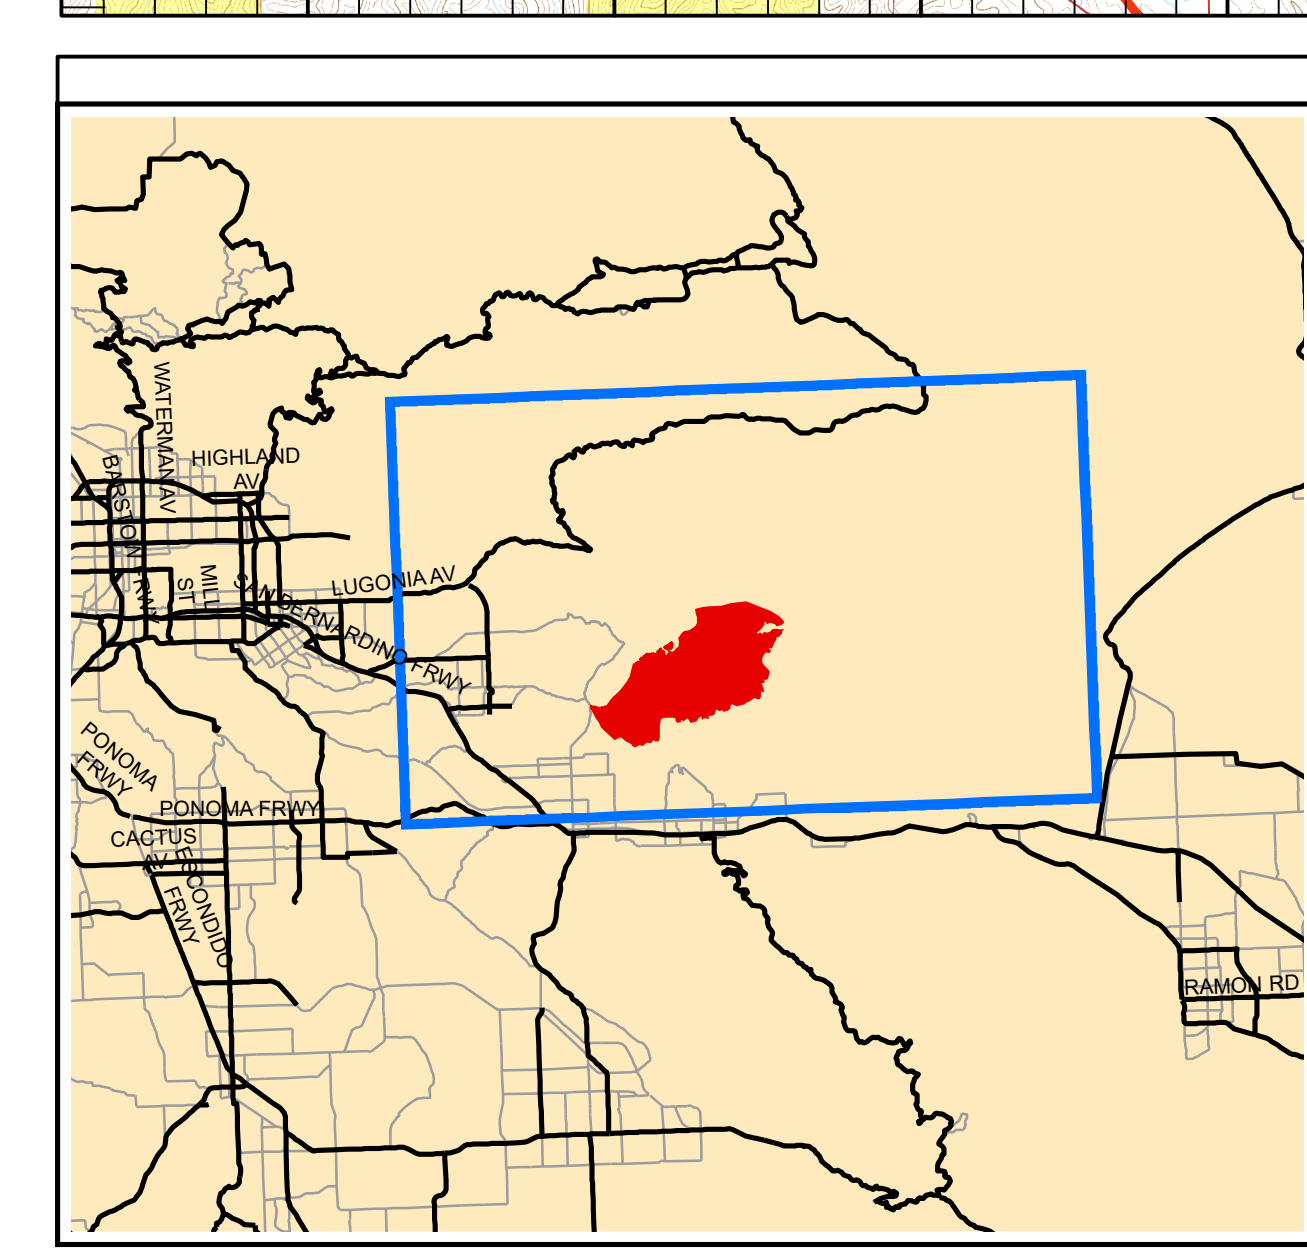 WATERMAN AV
HIGHLAND
AV
BARSTOW FRWY
MILL
ST
LUGONIA AV
SAN BERNARDINO FRWY
PONOMA
FRWY
PONOMA FRWY
CACTUS
AV
ESCONDIDO
FRWY
RAMON RD